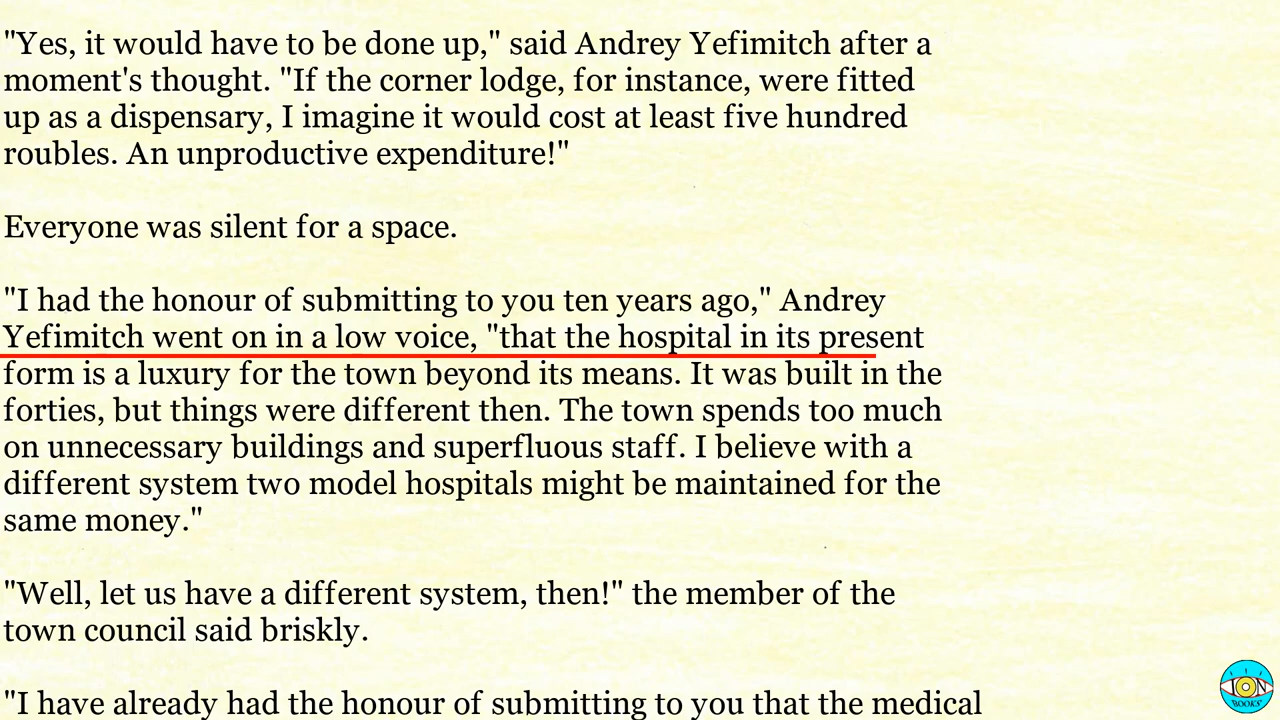 "Yes, it would have to be done up," said Andrey Yefimitch after a
moment's thought. "If the corner lodge, for instance, were fitted
up as a dispensary, I imagine it would cost at least five hundred
roubles. An unproductive expenditure!"
Everyone was silent for a space.
"I had the honour of submitting to you ten years ago," Andrey
Yefimitch went on in a low voice, "that the hospital in its present
form is a luxury for the town beyond its means. It was built in the
forties, but things were different then. The town spends too much
on unnecessary buildings and superfluous staff. I believe with a
different system two model hospitals might be maintained for the
same money."
"Well, let us have a different system, then!" the member of the
town council said briskly.
"I have already had the honour of submitting to you that the medical
ION
BOOKS